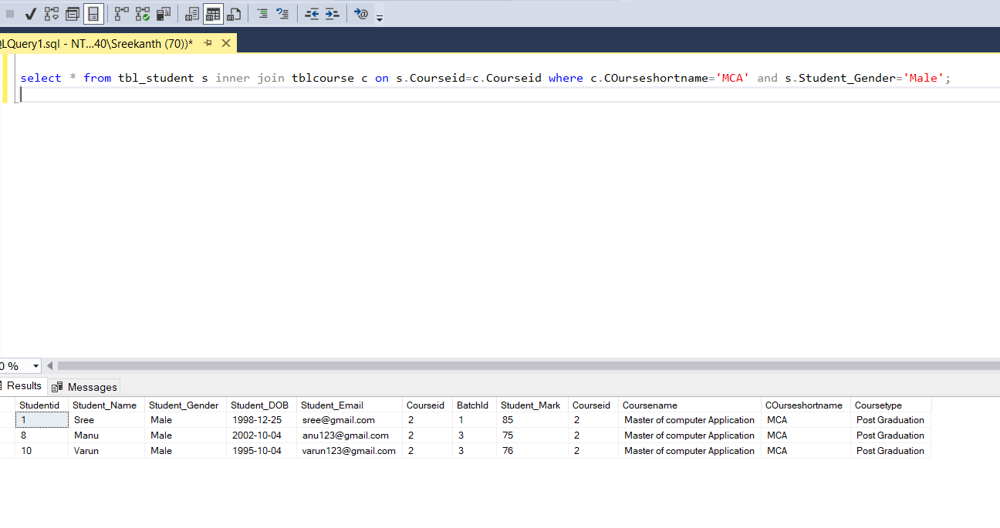 LQuery1.sql - NT...40\Sreekanth (70))*
select * from tbl_student s inner join tblcourse c on s.Courseid=c.Courseid where c.COurseshortname='MCA' and s.Student_Gender='Male';
0 %
Results Messages
Studentid Student_Name Student_Gender Student_DOB Student_Email Courseid BatchId Student_Mark Courseid Coursename COurseshortname Coursetype
1 Sree Male 1998-12-25 sree@gmail.com 2 1 85 2 Master of computer Application MCA Post Graduation
8 Manu Male 2002-10-04 anu123@gmail.com 2 3 75 2 Master of computer Application MCA Post Graduation
10 Varun Male 1995-10-04 varun123@gmail.com 2 3 76 2 Master of computer Application MCA Post Graduation